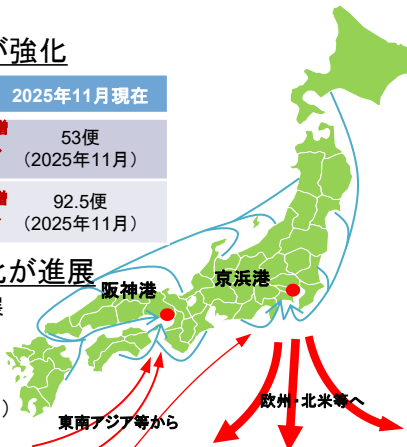 が強化
2025年11月現在
増
53便
（2025年11月）
増
92.5便
（2025年11月）
化が進展
展
阪神港
京浜港
）
東南アジア等から
欧州・北米等へ